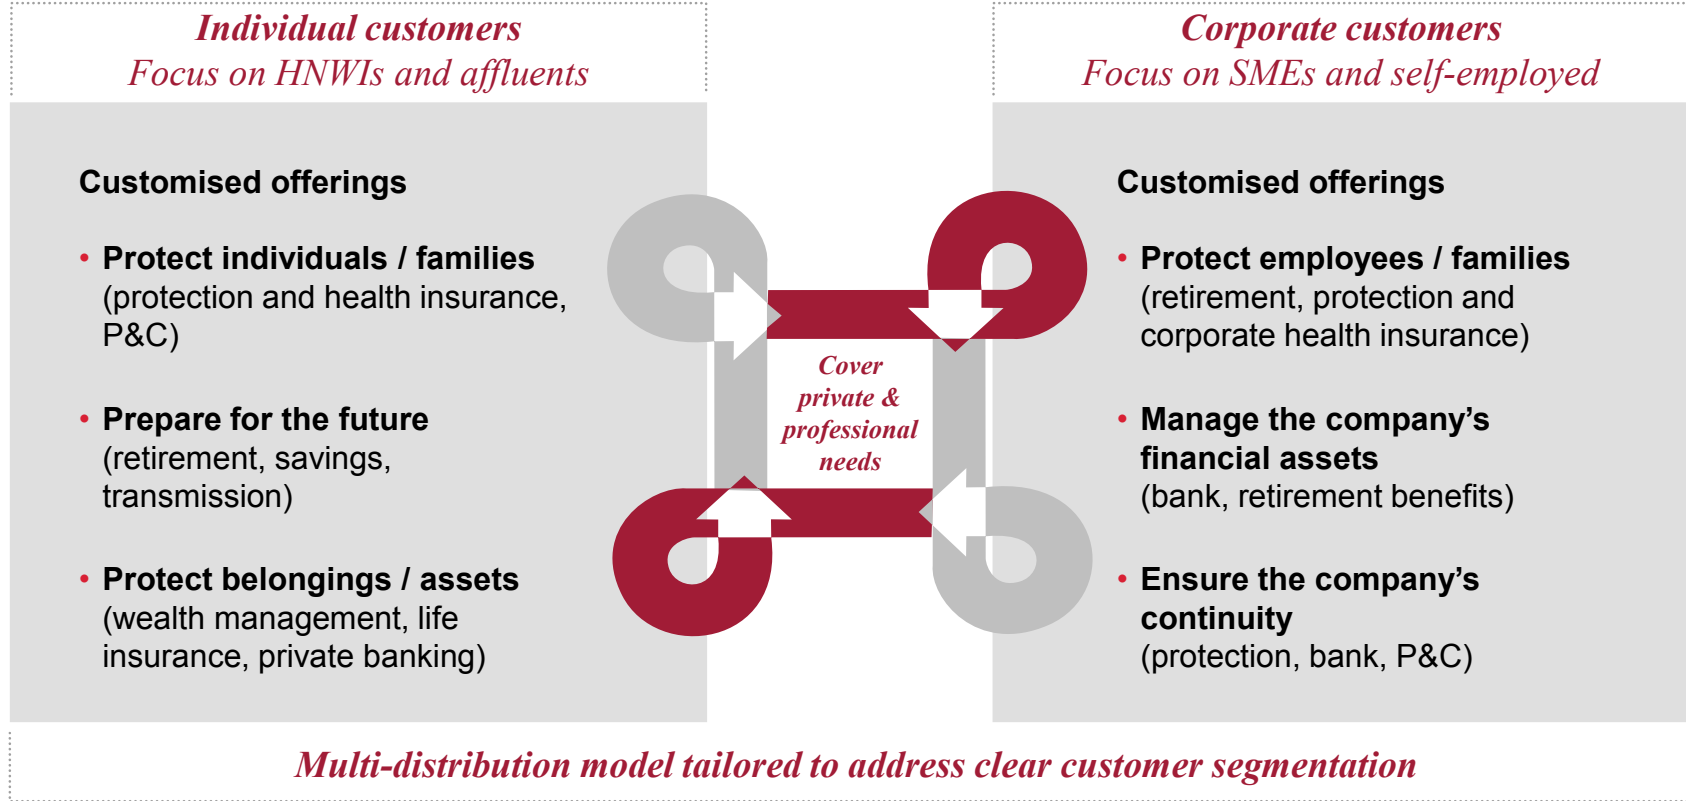 Individual customers
Focus on HNWIs and affluents
Customised offerings
• Protect individuals / families
(protection and health insurance,
P&C)
• Prepare for the future
(retirement, savings,
transmission)
• Protect belongings / assets
(wealth management, life
insurance, private banking)
Cover
private &
professional
needs
Corporate customers
Focus on SMEs and self-employed
Customised offerings
• Protect employees / families
(retirement, protection and
corporate health insurance)
• Manage the company’s
financial assets
(bank, retirement benefits)
• Ensure the company’s
continuity
(protection, bank, P&C)
Multi-distribution model tailored to address clear customer segmentation